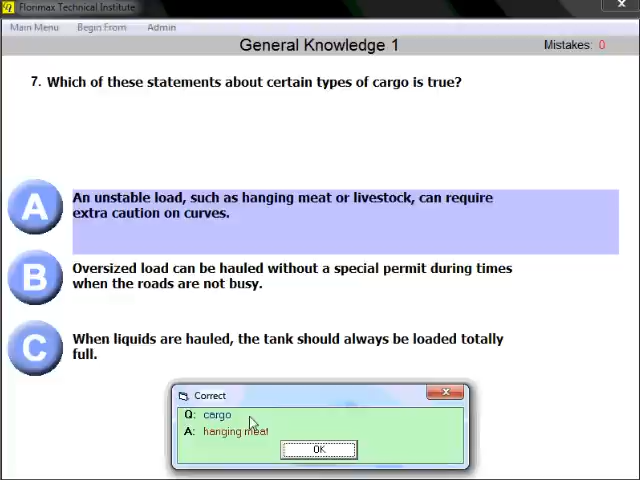 Florimax Technical Institute
Main Menu Begin From Admin
General Knowledge 1 Mistakes: 0
7. Which of these statements about certain types of cargo is true?
A An unstable load, such as hanging meat or livestock, can require
extra caution on curves.
B Oversized load can be hauled without a special permit during times
when the roads are not busy.
C When liquids are hauled, the tank should always be loaded totally
full.
Correct
Q: cargo
A: hanging meat
OK